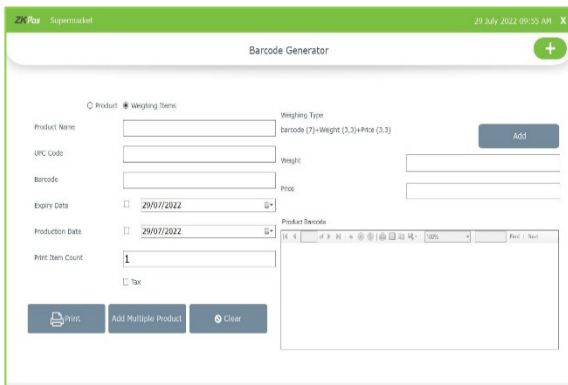 ZKPos Supermarket 29 July 2022 09:55 AM X
Barcode Generator
+
Product Weighing Items
Product Name
UPC Code
Barcode
Expiry Date 29/07/2022
Production Date 29/07/2022
Print Item Count 1
Tax
Print Add Multiple Product Clear
Weighing Type
barcode (7)+Weight (3,3)+Price (3,3)
Add
Weight
Price
Product Barcode
of 100% Find | Next